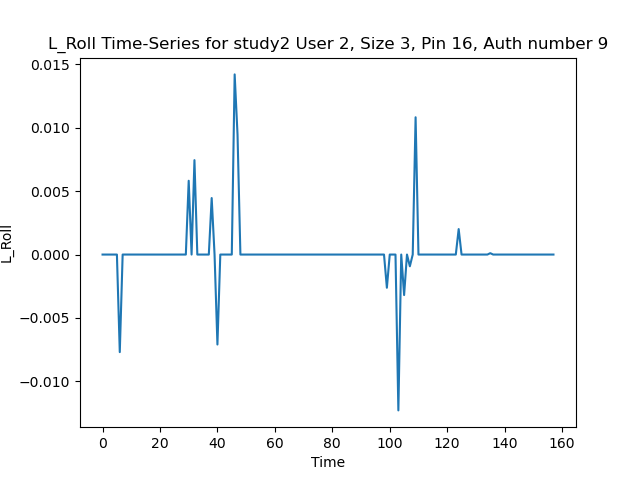 L_Roll Time-Series for study2 User 2, Size 3, Pin 16, Auth number 9
0.015
0.010
0.005
0.000
−0.005
−0.010
L_Roll
0 20 40 60 80 100 120 140 160
Time